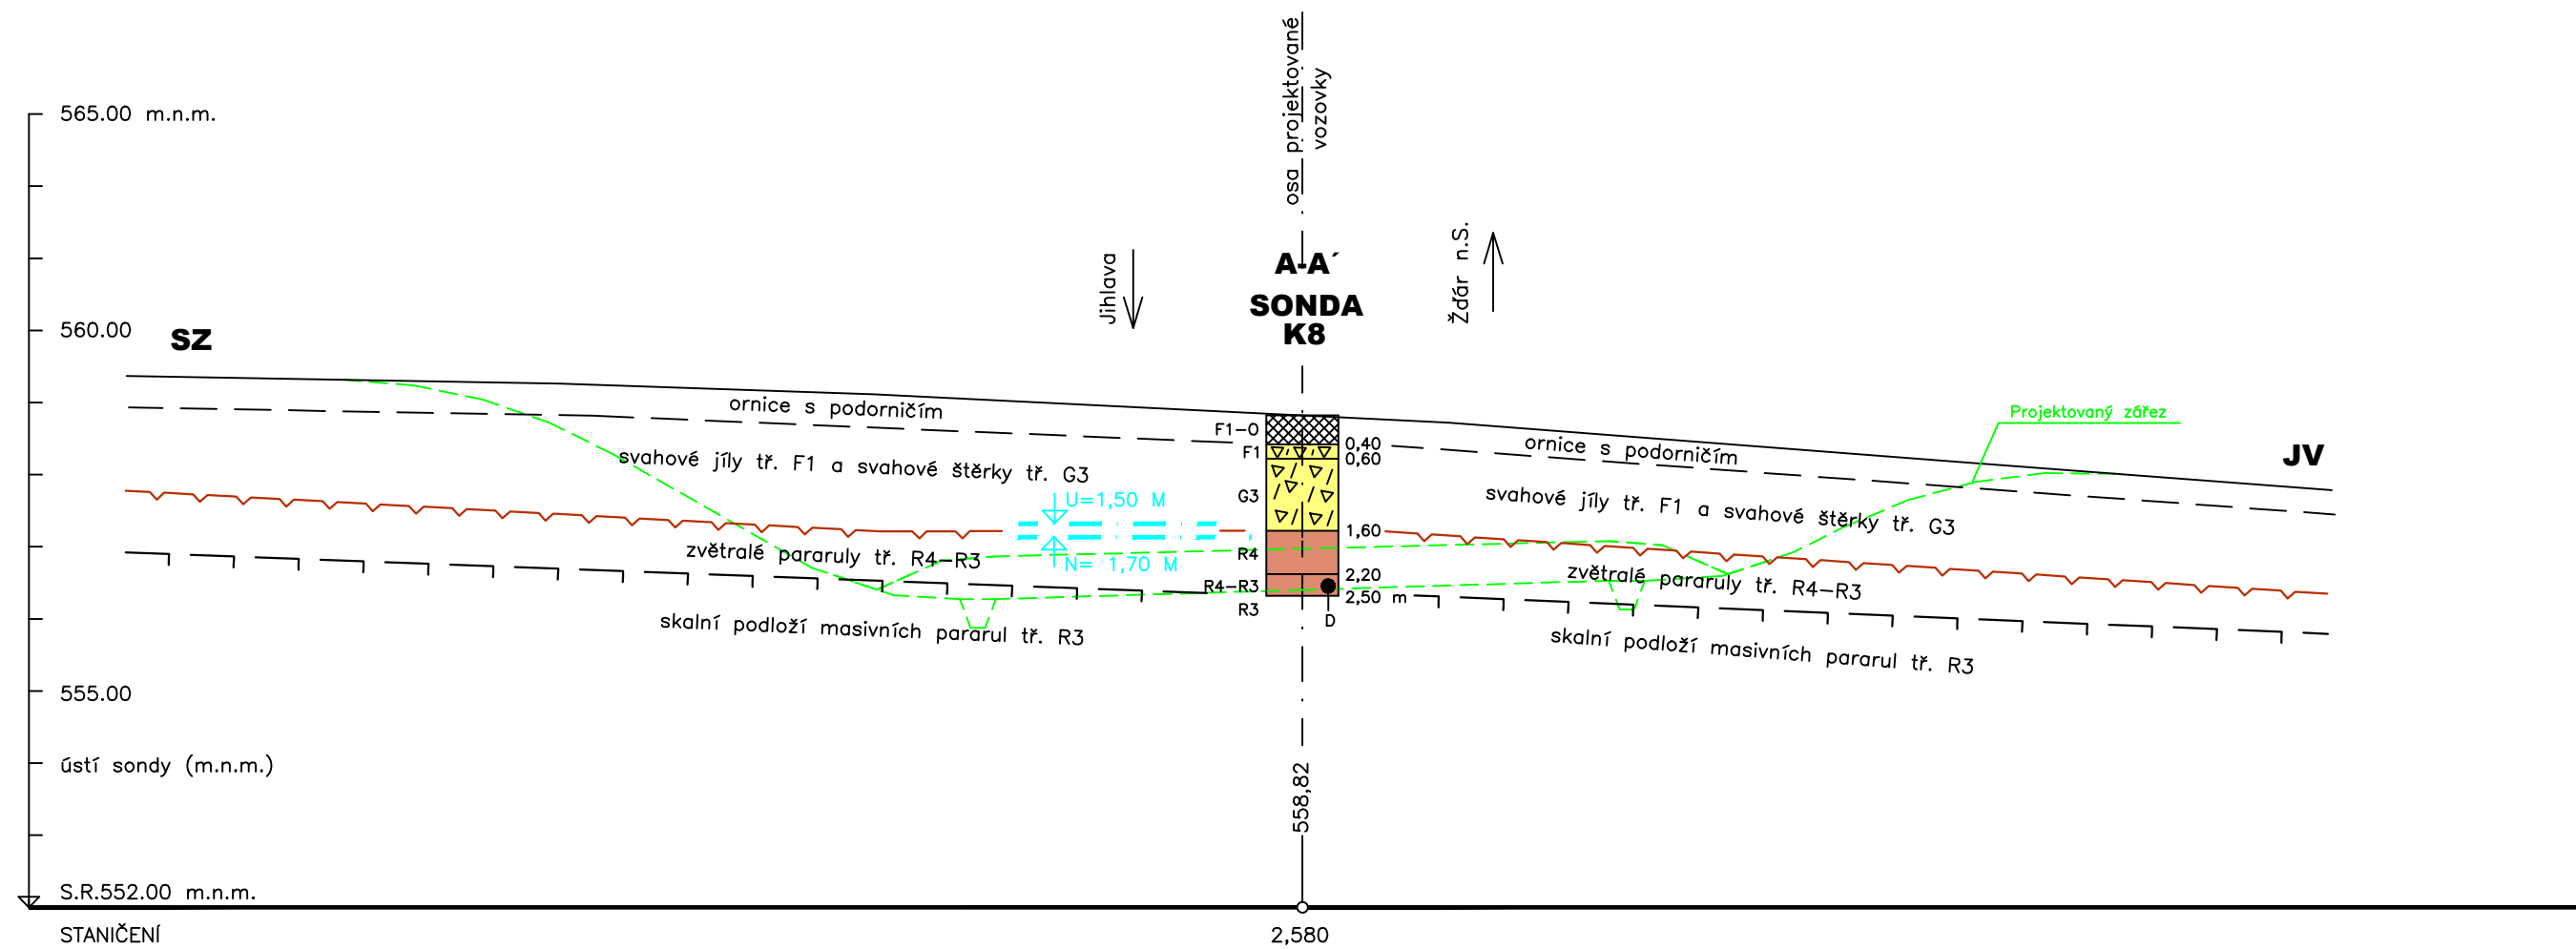 osa projektované
vozovky
565.00 m.n.m.
Jihlava
Žďár n.S.
A-A´
SONDA
K8
560.00
SZ
JV
Projektovaný zářez
ornice s podorničím
ornice s podorničím
F1-O
0,40
F1
0,60
svahové jíly tř. F1 a svahové štěrky tř. G3
svahové jíly tř. F1 a svahové štěrky tř. G3
G3
U=1,50 M
1,60
zvětralé pararuly tř. R4-R3
N= 1,70 M
R4
zvětralé pararuly tř. R4-R3
2,20
R4-R3
2,50 m
R3
D
skalní podloží masivních pararul tř. R3
skalní podloží masivních pararul tř. R3
555.00
ústí sondy (m.n.m.)
558,82
S.R.552.00 m.n.m.
STANIČENÍ
2,580